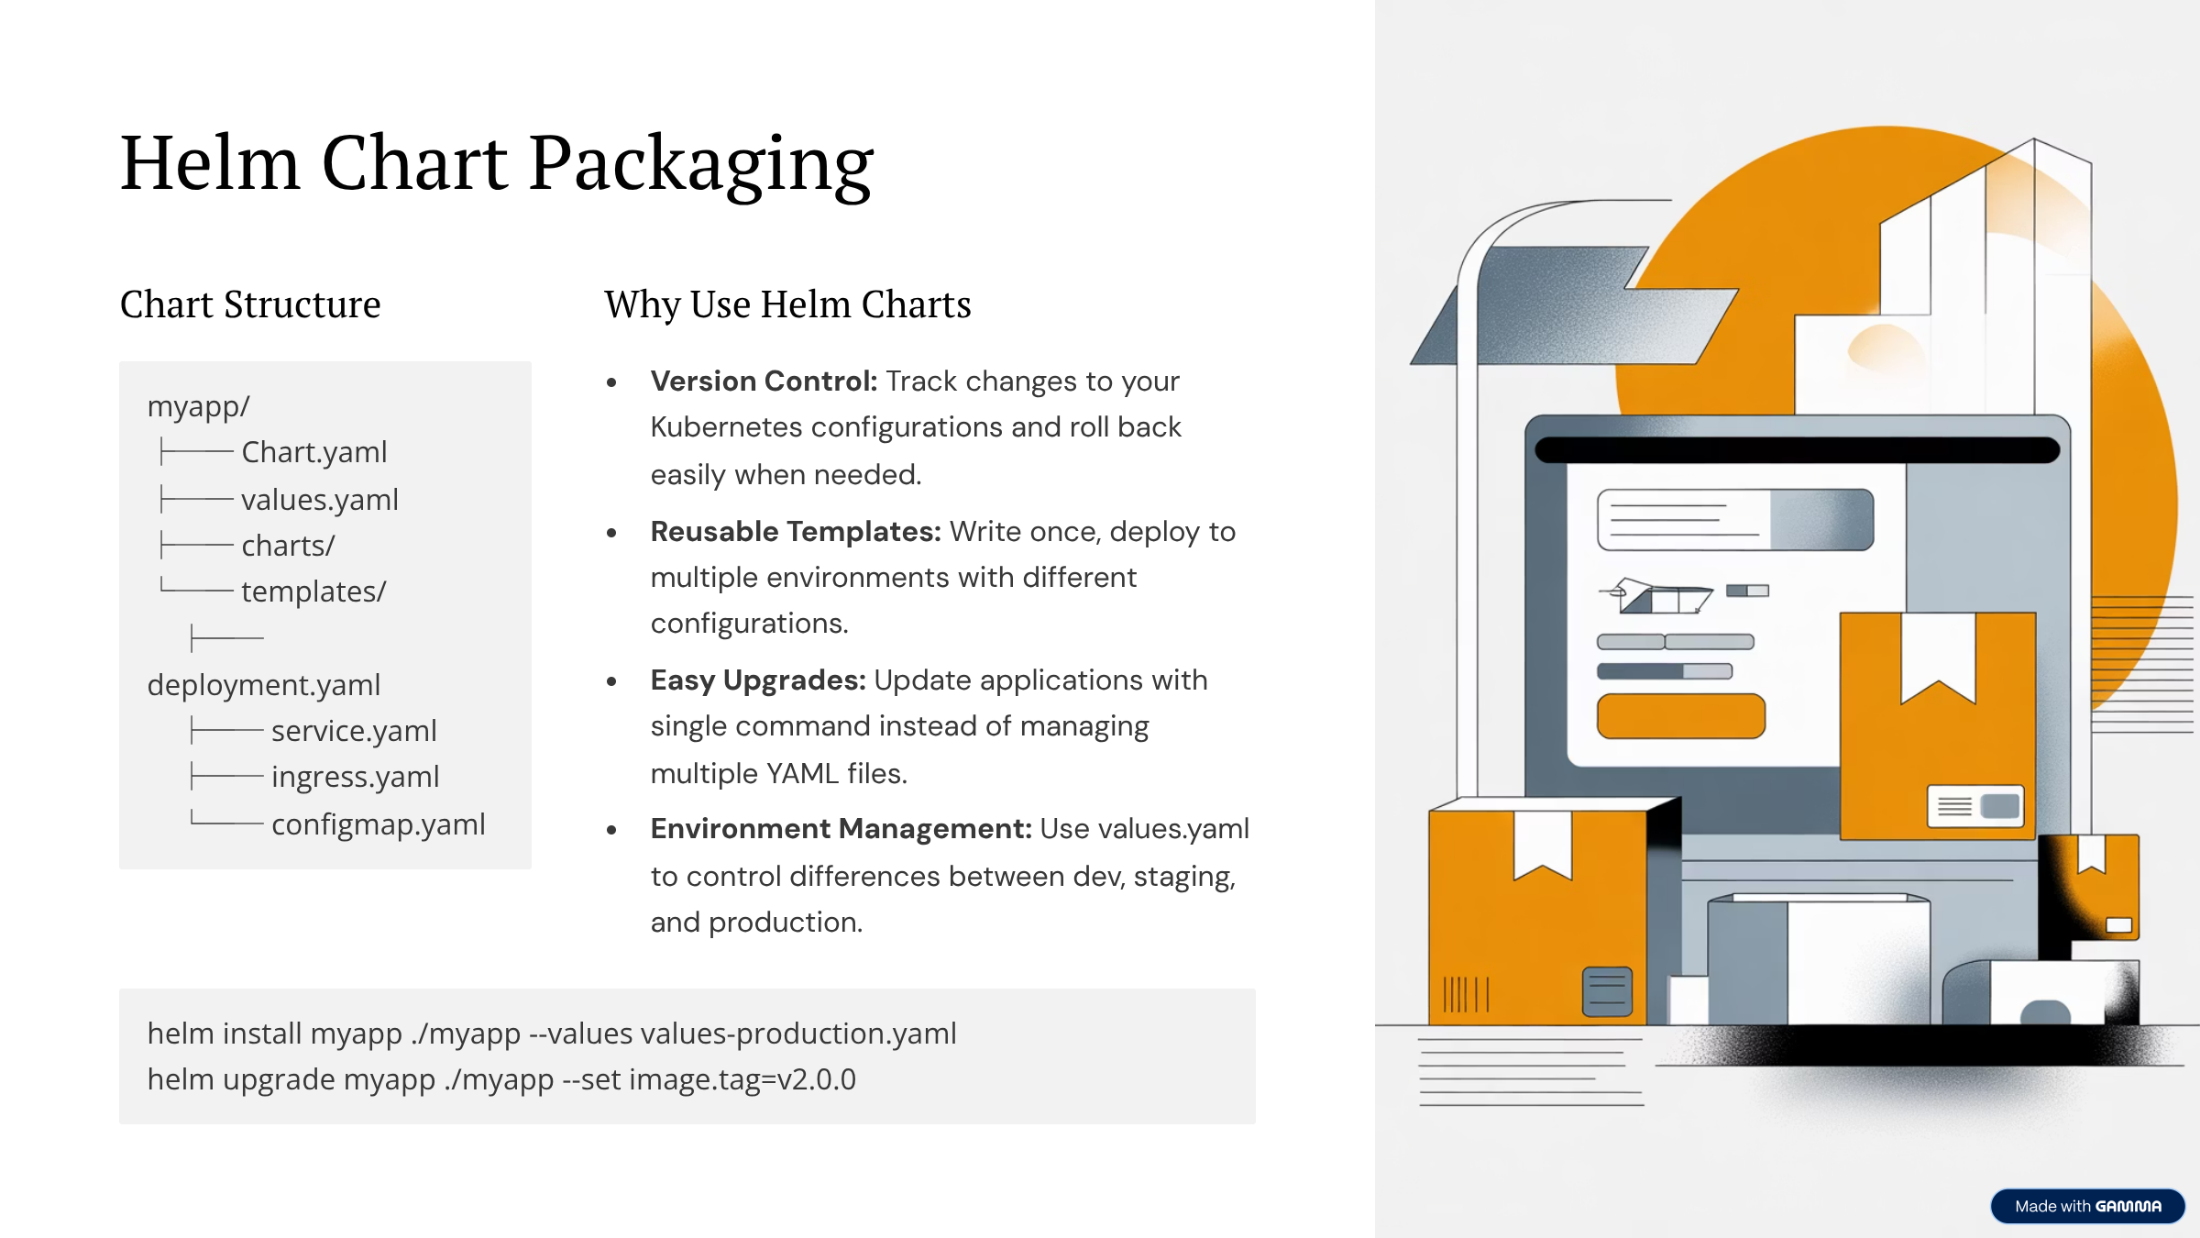 Helm Chart Packaging
Chart Structure
myapp/
├── Chart.yaml
├── values.yaml
├── charts/
└── templates/
├──
deployment.yaml
├── service.yaml
├── ingress.yaml
└── configmap.yaml
Why Use Helm Charts
• Version Control: Track changes to your
Kubernetes configurations and roll back
easily when needed.
• Reusable Templates: Write once, deploy to
multiple environments with different
configurations.
• Easy Upgrades: Update applications with
single command instead of managing
multiple YAML files.
• Environment Management: Use values.yaml
to control differences between dev, staging,
and production.
helm install myapp ./myapp --values values-production.yaml
helm upgrade myapp ./myapp --set image.tag=v2.0.0
Made with GAMMA